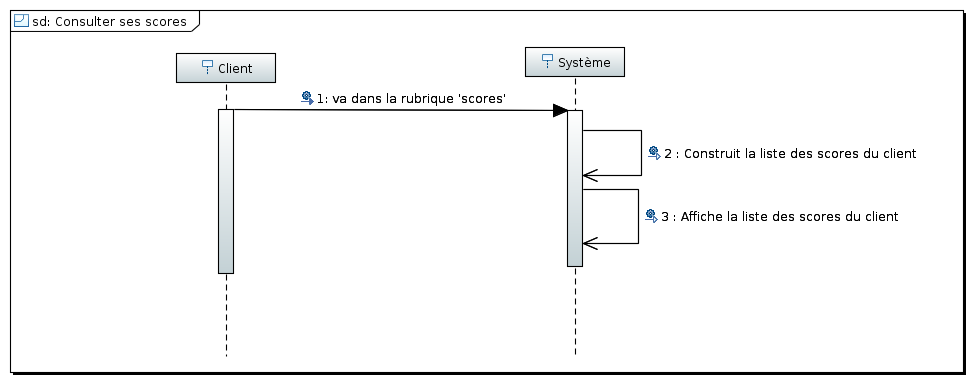 sd: Consulter ses scores
Client
Système
1: va dans la rubrique 'scores'
2 : Construit la liste des scores du client
3 : Affiche la liste des scores du client